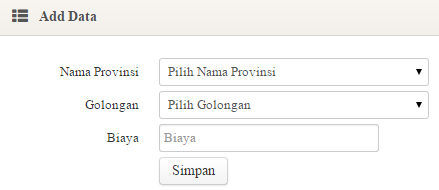 Add Data
Nama Provinsi Pilih Nama Provinsi
Golongan Pilih Golongan
Biaya Biaya
Simpan